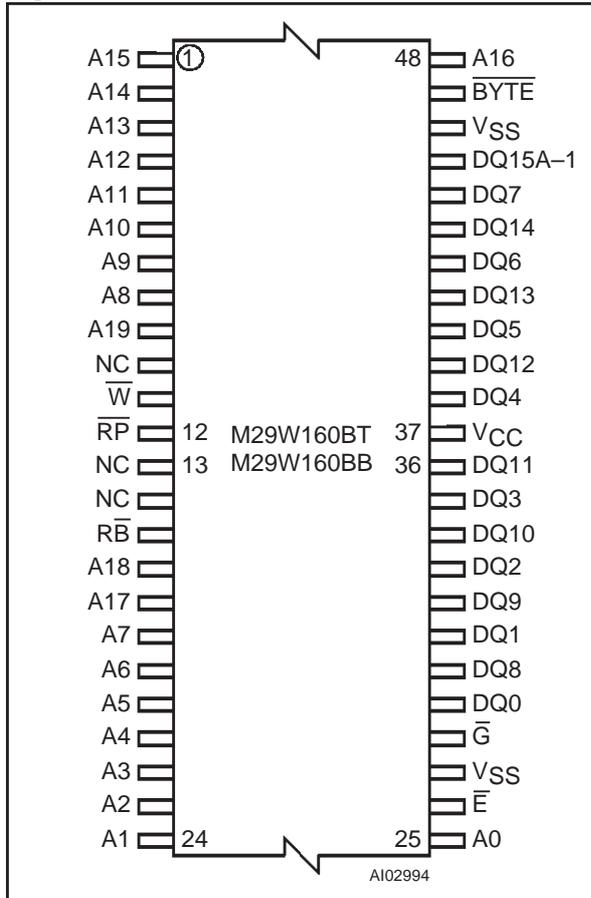 A15 1 48 A16
A14 B̅Y̅T̅E̅
A13 VSS
A12 DQ15A–1
A11 DQ7
A10 DQ14
A9 DQ6
A8 DQ13
A19 DQ5
NC DQ12
W̅ DQ4
R̅P̅ 12 M29W160BT 37 VCC
NC 13 M29W160BB 36 DQ11
NC DQ3
RB̅ DQ10
A18 DQ2
A17 DQ9
A7 DQ1
A6 DQ8
A5 DQ0
A4 G̅
A3 VSS
A2 E̅
A1 24 25 A0
AI02994